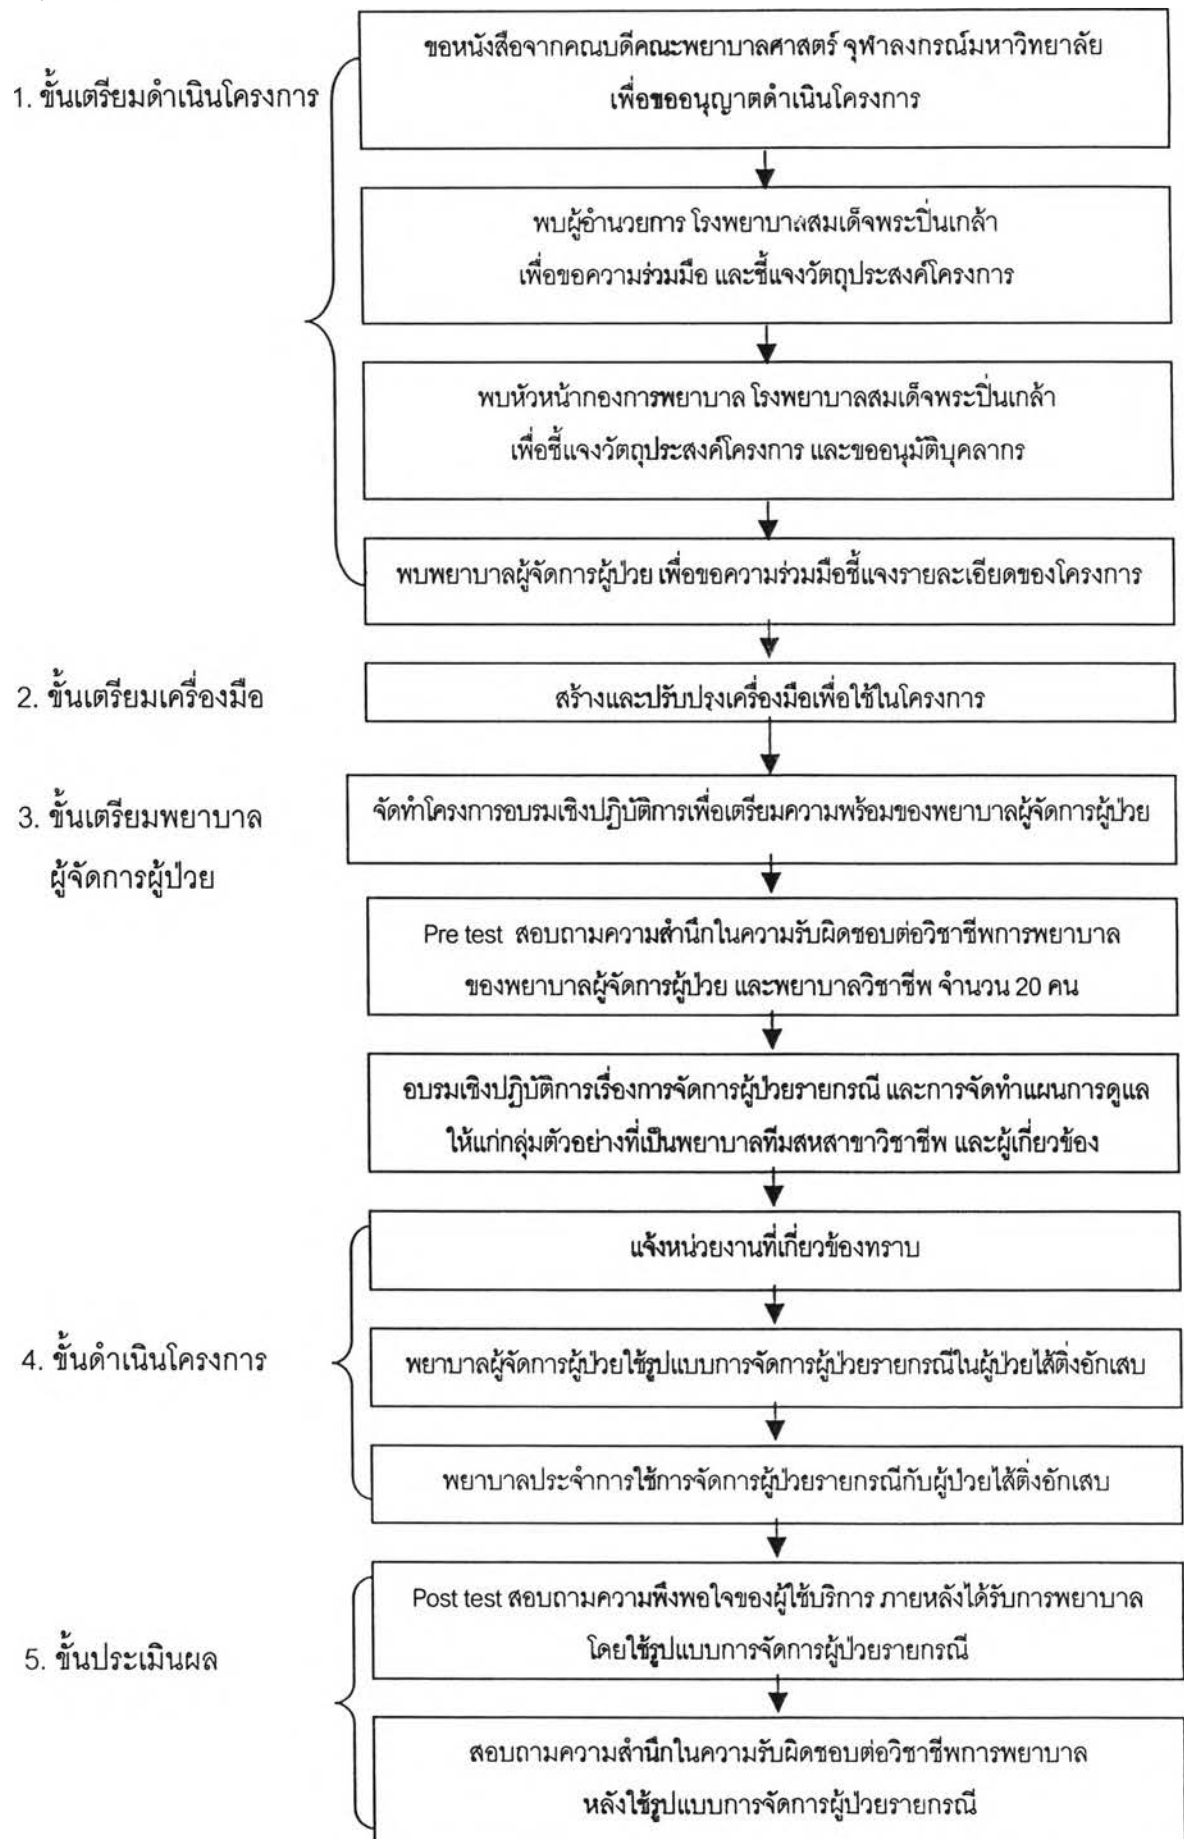 1. ขั้นเตรียมดำเนินโครงการ
ขอหนังสือจากคณบดีคณะพยาบาลศาสตร์ จุฬาลงกรณ์มหาวิทยาลัย
เพื่อขออนุญาตดำเนินโครงการ
พบผู้อำนวยการ โรงพยาบาลสมเด็จพระปิ่นเกล้า
เพื่อขอความร่วมมือ และชี้แจงวัตถุประสงค์โครงการ
พบหัวหน้ากองการพยาบาล โรงพยาบาลสมเด็จพระปิ่นเกล้า
เพื่อชี้แจงวัตถุประสงค์โครงการ และขออนุมัติบุคลากร
พบพยาบาลผู้จัดการผู้ป่วย เพื่อขอความร่วมมือชี้แจงรายละเอียดของโครงการ
2. ขั้นเตรียมเครื่องมือ
สร้างและปรับปรุงเครื่องมือเพื่อใช้ในโครงการ
3. ขั้นเตรียมพยาบาล
ผู้จัดการผู้ป่วย
จัดทำโครงการอบรมเชิงปฏิบัติการเพื่อเตรียมความพร้อมของพยาบาลผู้จัดการผู้ป่วย
Pre test สอบถามความสำนึกในความรับผิดชอบต่อวิชาชีพการพยาบาล
ของพยาบาลผู้จัดการผู้ป่วย และพยาบาลวิชาชีพ จำนวน 20 คน
อบรมเชิงปฏิบัติการเรื่องการจัดการผู้ป่วยรายกรณี และการจัดทำแผนการดูแล
ให้แก่กลุ่มตัวอย่างที่เป็นพยาบาลทีมสหสาขาวิชาชีพ และผู้เกี่ยวข้อง
4. ขั้นดำเนินโครงการ
แจ้งหน่วยงานที่เกี่ยวข้องทราบ
พยาบาลผู้จัดการผู้ป่วยใช้รูปแบบการจัดการผู้ป่วยรายกรณีในผู้ป่วยไส้ติ่งอักเสบ
พยาบาลประจำการใช้การจัดการผู้ป่วยรายกรณีกับผู้ป่วยไส้ติ่งอักเสบ
5. ขั้นประเมินผล
Post test สอบถามความพึงพอใจของผู้ใช้บริการ ภายหลังได้รับการพยาบาล
โดยใช้รูปแบบการจัดการผู้ป่วยรายกรณี
สอบถามความสำนึกในความรับผิดชอบต่อวิชาชีพการพยาบาล
หลังใช้รูปแบบการจัดการผู้ป่วยรายกรณี